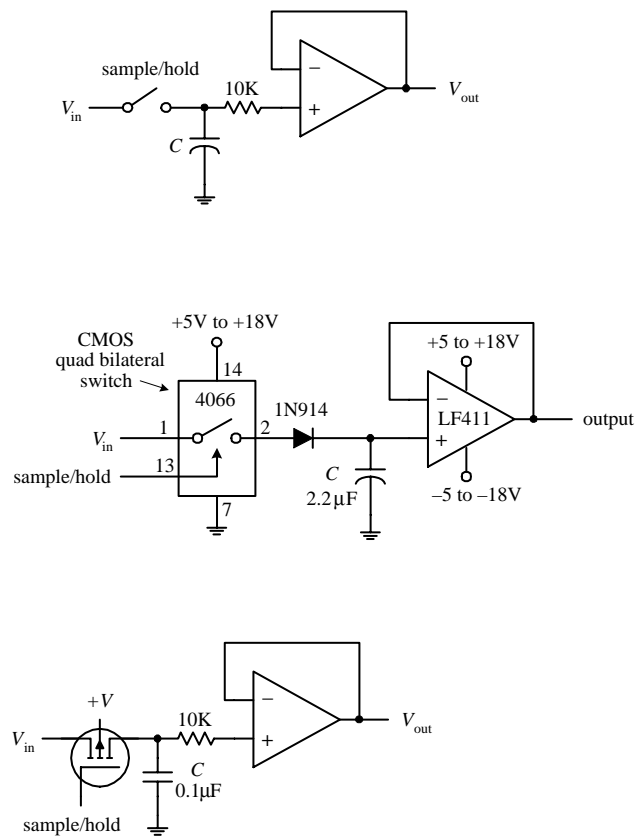 sample/hold
10K
V in
C
−
+
V out
+5V to +18V
CMOS
quad bilateral
switch
14
4066
V in
1
2
1N914
sample/hold
13
7
C
2.2μF
+5 to +18V
−
LF411
+
output
−5 to −18V
+V
V in
sample/hold
10K
C
0.1μF
−
+
V out